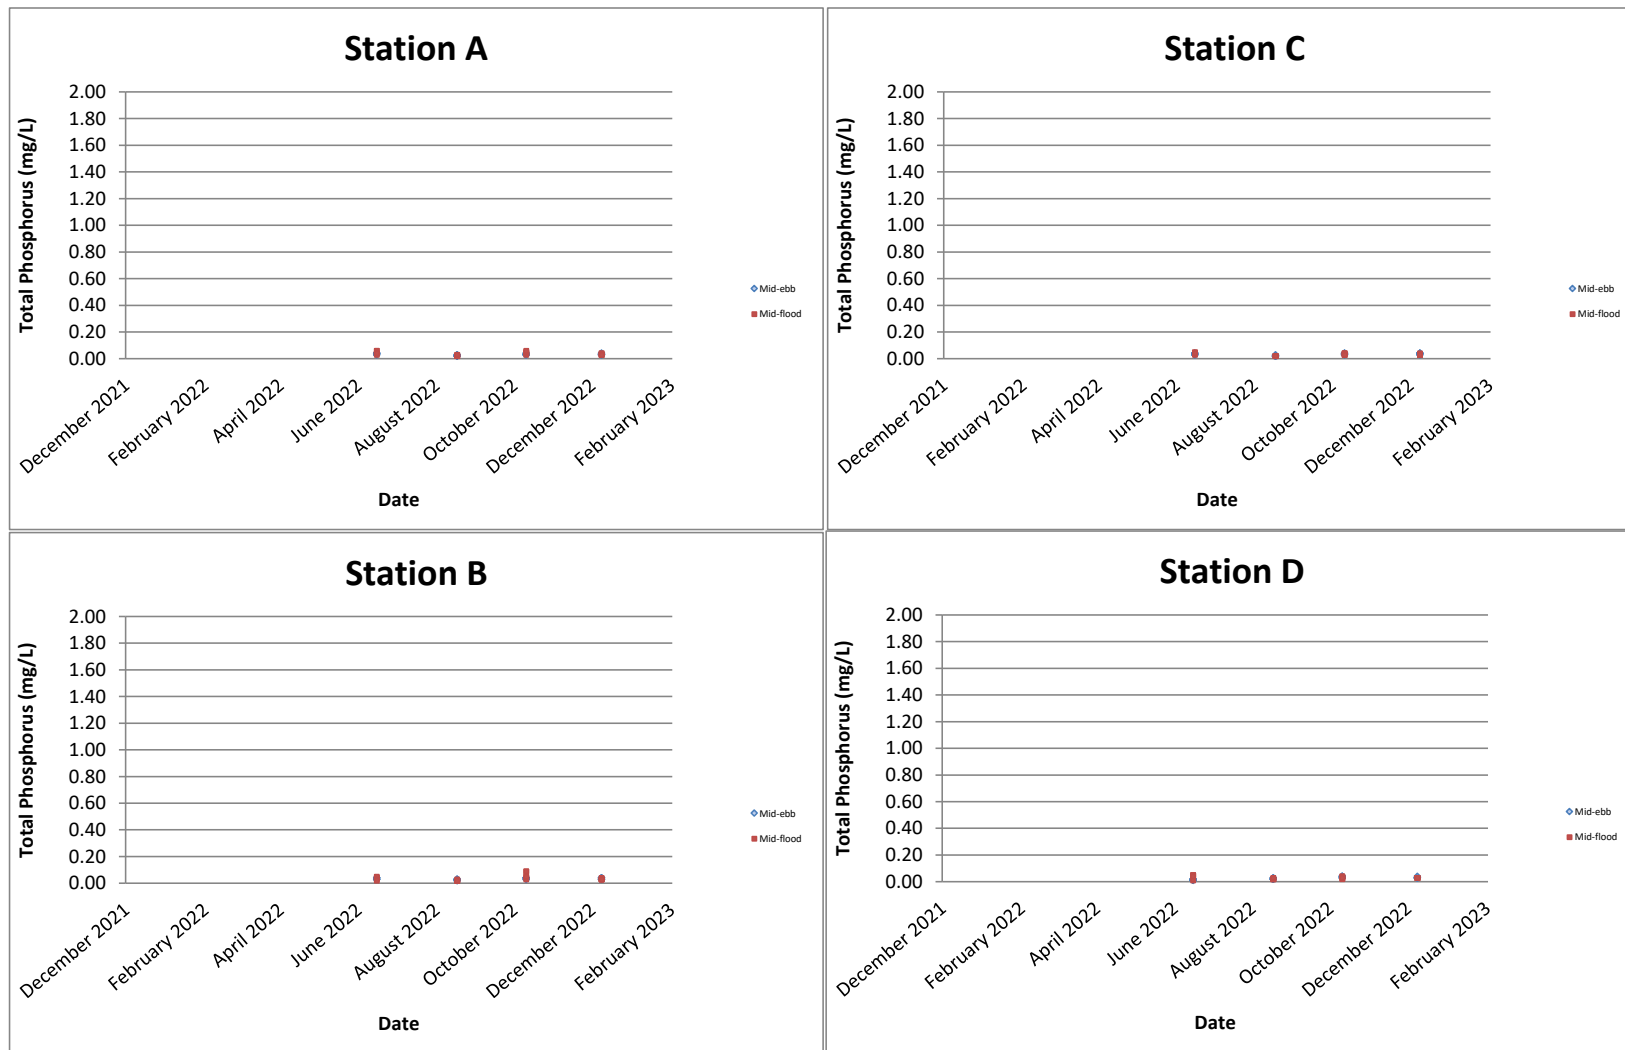 Station A
Total Phosphorus (mg/L)
2.00
1.80
1.60
1.40
1.20
1.00
0.80
0.60
0.40
0.20
0.00
December 2021
February 2022
April 2022
June 2022
August 2022
October 2022
December 2022
February 2023
Date
Mid-ebb
Mid-flood
Station C
Total Phosphorus (mg/L)
2.00
1.80
1.60
1.40
1.20
1.00
0.80
0.60
0.40
0.20
0.00
December 2021
February 2022
April 2022
June 2022
August 2022
October 2022
December 2022
February 2023
Date
Mid-ebb
Mid-flood
Station B
Total Phosphorus (mg/L)
2.00
1.80
1.60
1.40
1.20
1.00
0.80
0.60
0.40
0.20
0.00
December 2021
February 2022
April 2022
June 2022
August 2022
October 2022
December 2022
February 2023
Date
Mid-ebb
Mid-flood
Station D
Total Phosphorus (mg/L)
2.00
1.80
1.60
1.40
1.20
1.00
0.80
0.60
0.40
0.20
0.00
December 2021
February 2022
April 2022
June 2022
August 2022
October 2022
December 2022
February 2023
Date
Mid-ebb
Mid-flood